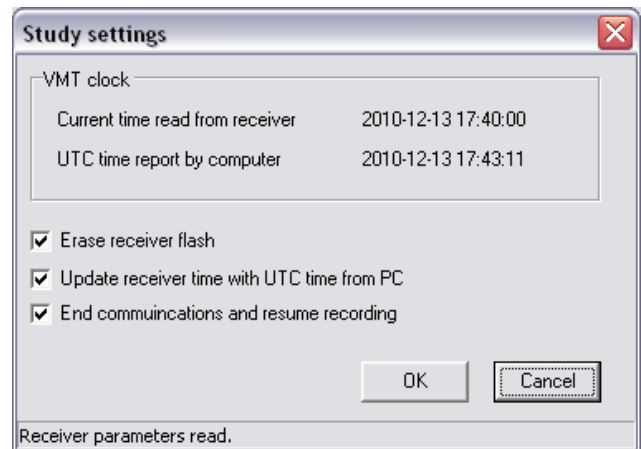 Study settings
VMT clock
Current time read from receiver 2010-12-13 17:40:00
UTC time report by computer 2010-12-13 17:43:11
Erase receiver flash
Update receiver time with UTC time from PC
End commuincations and resume recording
OK Cancel
Receiver parameters read.